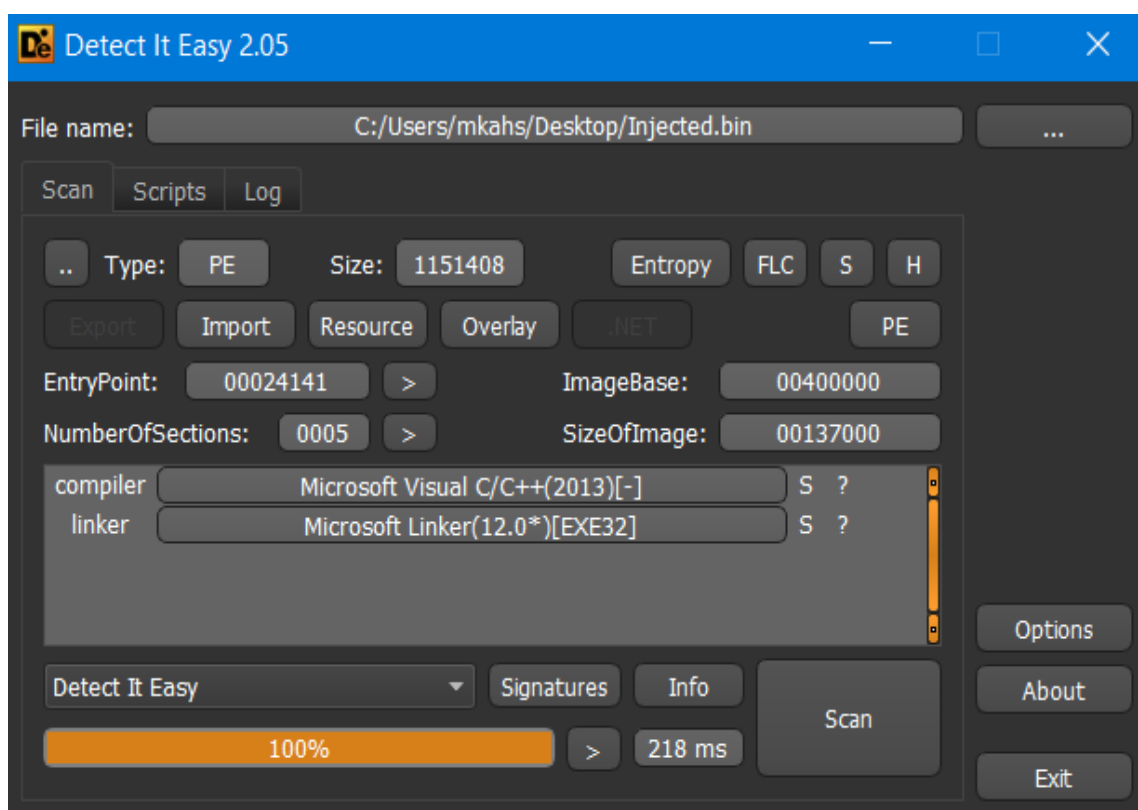 De Detect It Easy 2.05
File name: C:/Users/mkahs/Desktop/Injected.bin ...
Scan Scripts Log
.. Type: PE Size: 1151408 Entropy FLC S H
Export Import Resource Overlay .NET PE
EntryPoint: 00024141 > ImageBase: 00400000
NumberOfSections: 0005 > SizeOfImage: 00137000
compiler Microsoft Visual C/C++(2013)[-] S ?
linker Microsoft Linker(12.0*)[EXE32] S ?
Options
Detect It Easy Signatures Info Scan About
100% > 218 ms
Exit